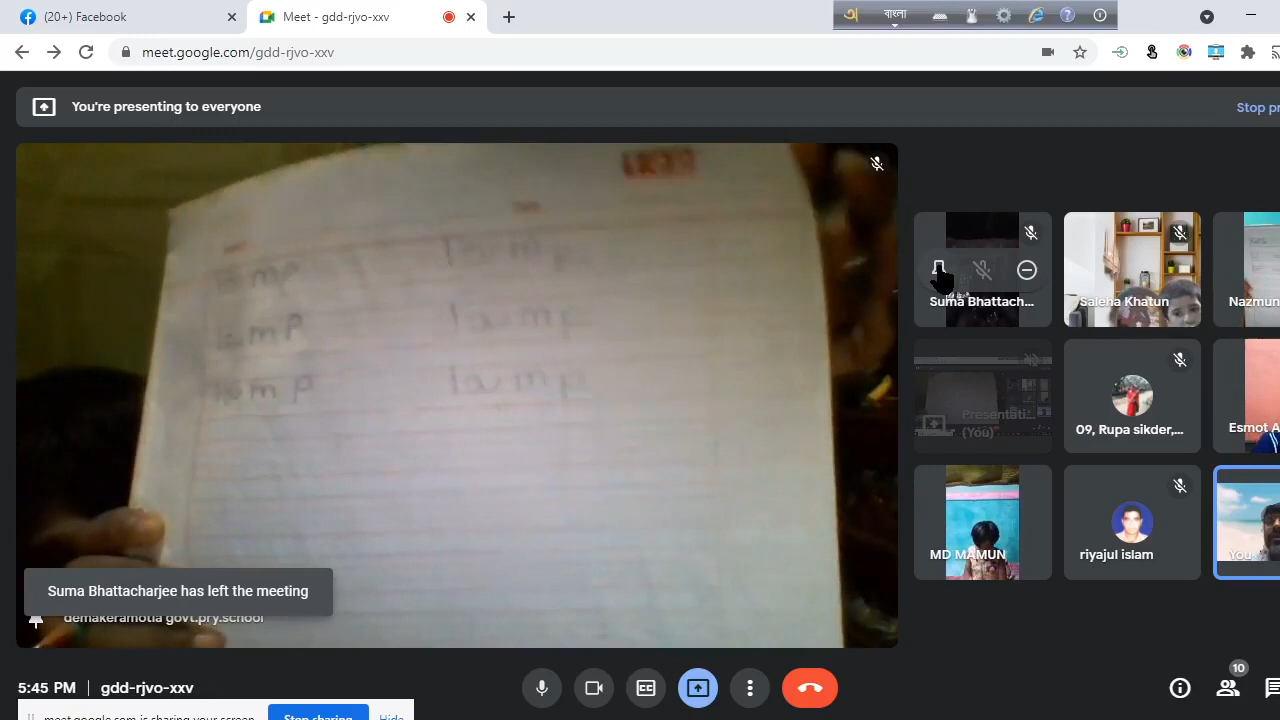 (20+) Facebook
Meet - gdd-rjvo-xxv
বাংলা
meet.google.com/gdd-rjvo-xxv
You're presenting to everyone
Stop pr
lamp
lamp lamp
lamp lamp
Suma Bhattach...
Saleha Khatun
Nazmun
Presentati...
(You)
09, Rupa sikder,...
Esmot A
MD MAMUN
riyajul islam
You
Suma Bhattacharjee has left the meeting
demakeramotia govt.pry.school
10
5:45 PM | gdd-rjvo-xxv
meet.google.com is sharing your screen.
Stop sharing
Hide